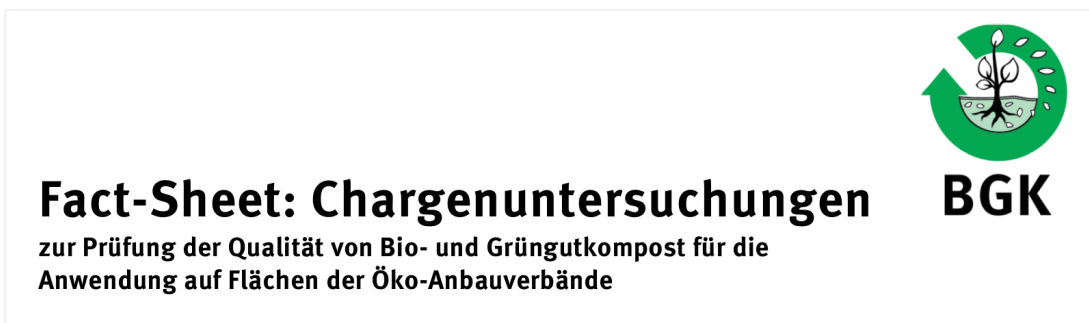 BGK
Fact-Sheet: Chargenuntersuchungen
zur Prüfung der Qualität von Bio- und Grüngutkompost für die
Anwendung auf Flächen der Öko-Anbauverbände